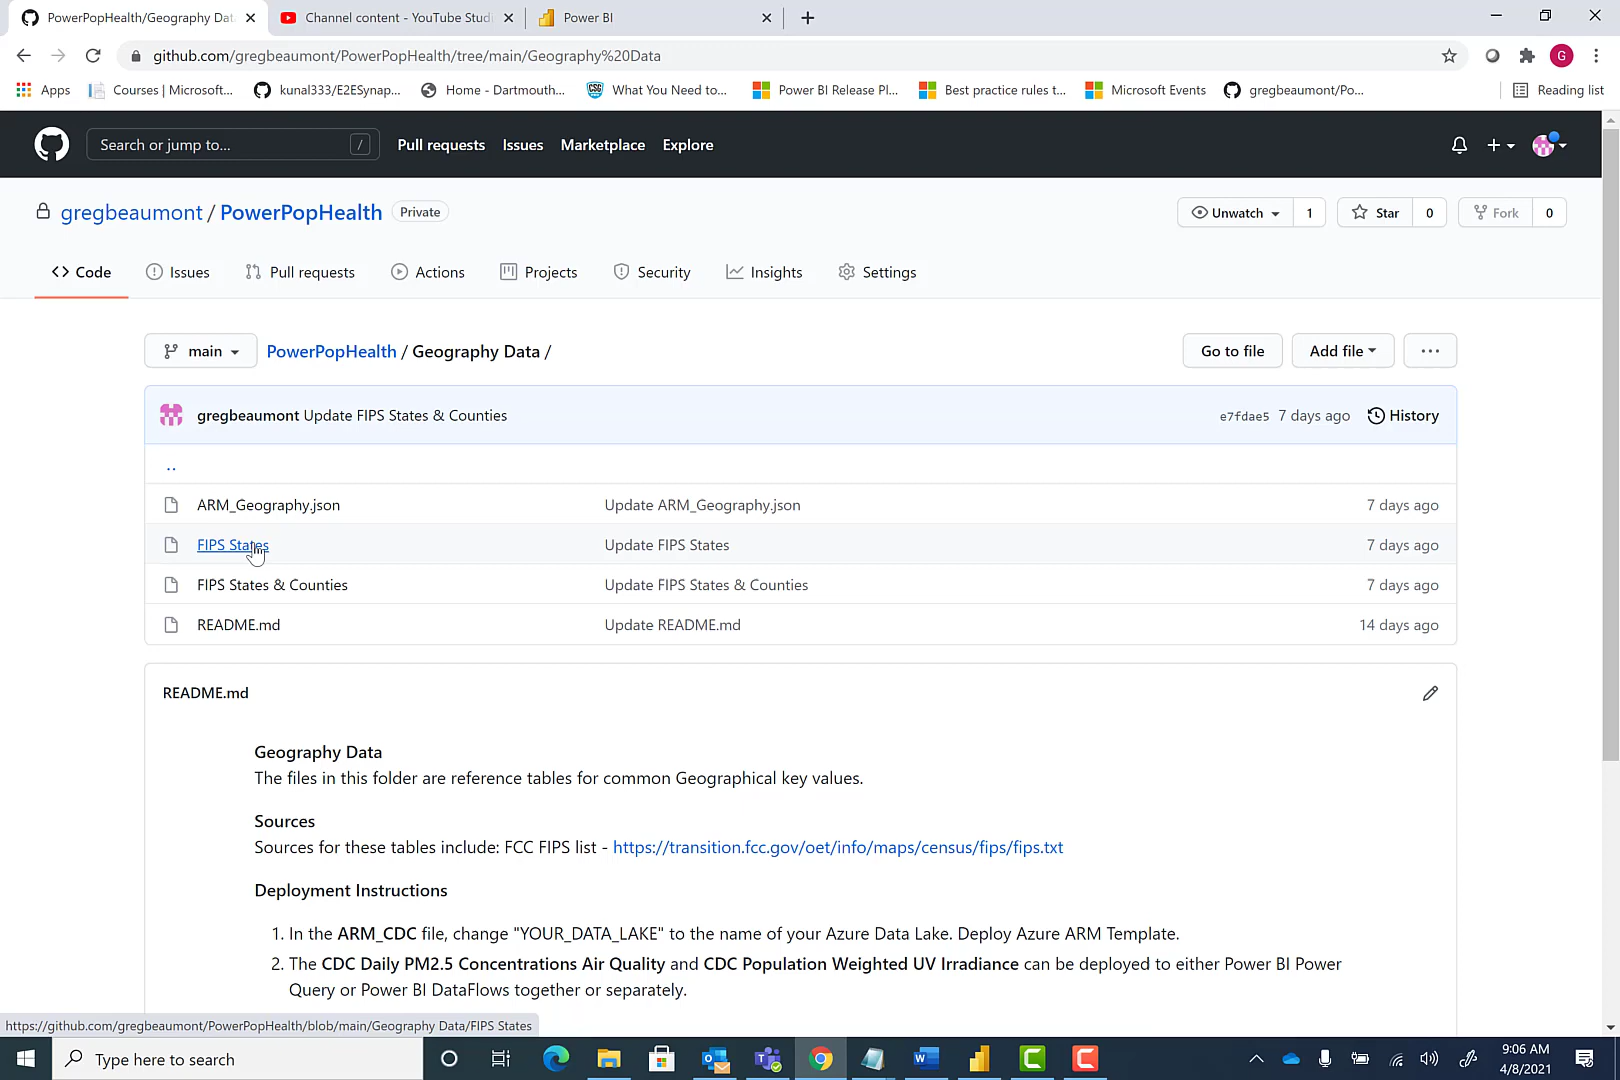 PowerPopHealth/Geography Dat
Channel content - YouTube Studi
Power BI
github.com/gregbeaumont/PowerPopHealth/tree/main/Geography%20Data
G
Apps
Courses | Microsoft...
kunal333/E2ESynap...
Home - Dartmouth...
CSG
What You Need to...
Power BI Release Pl...
Best practice rules t...
Microsoft Events
gregbeaumont/Po...
Reading list
Search or jump to...
/
Pull requests
Issues
Marketplace
Explore
gregbeaumont / PowerPopHealth
Private
Unwatch
1
Star
0
Fork
0
Code
Issues
Pull requests
Actions
Projects
Security
Insights
Settings
main
PowerPopHealth / Geography Data /
Go to file
Add file
...
gregbeaumont Update FIPS States & Counties
e7fdae5 7 days ago
History
..
ARM_Geography.json
Update ARM_Geography.json
7 days ago
FIPS States
Update FIPS States
7 days ago
FIPS States & Counties
Update FIPS States & Counties
7 days ago
README.md
Update README.md
14 days ago
README.md
Geography Data
The files in this folder are reference tables for common Geographical key values.
Sources
Sources for these tables include: FCC FIPS list - https://transition.fcc.gov/oet/info/maps/census/fips/fips.txt
Deployment Instructions
1. In the ARM_CDC file, change "YOUR_DATA_LAKE" to the name of your Azure Data Lake. Deploy Azure ARM Template.
2. The CDC Daily PM2.5 Concentrations Air Quality and CDC Population Weighted UV Irradiance can be deployed to either Power BI Power
Query or Power BI DataFlows together or separately.
https://github.com/gregbeaumont/PowerPopHealth/blob/main/Geography Data/FIPS States
Type here to search
9:06 AM
4/8/2021